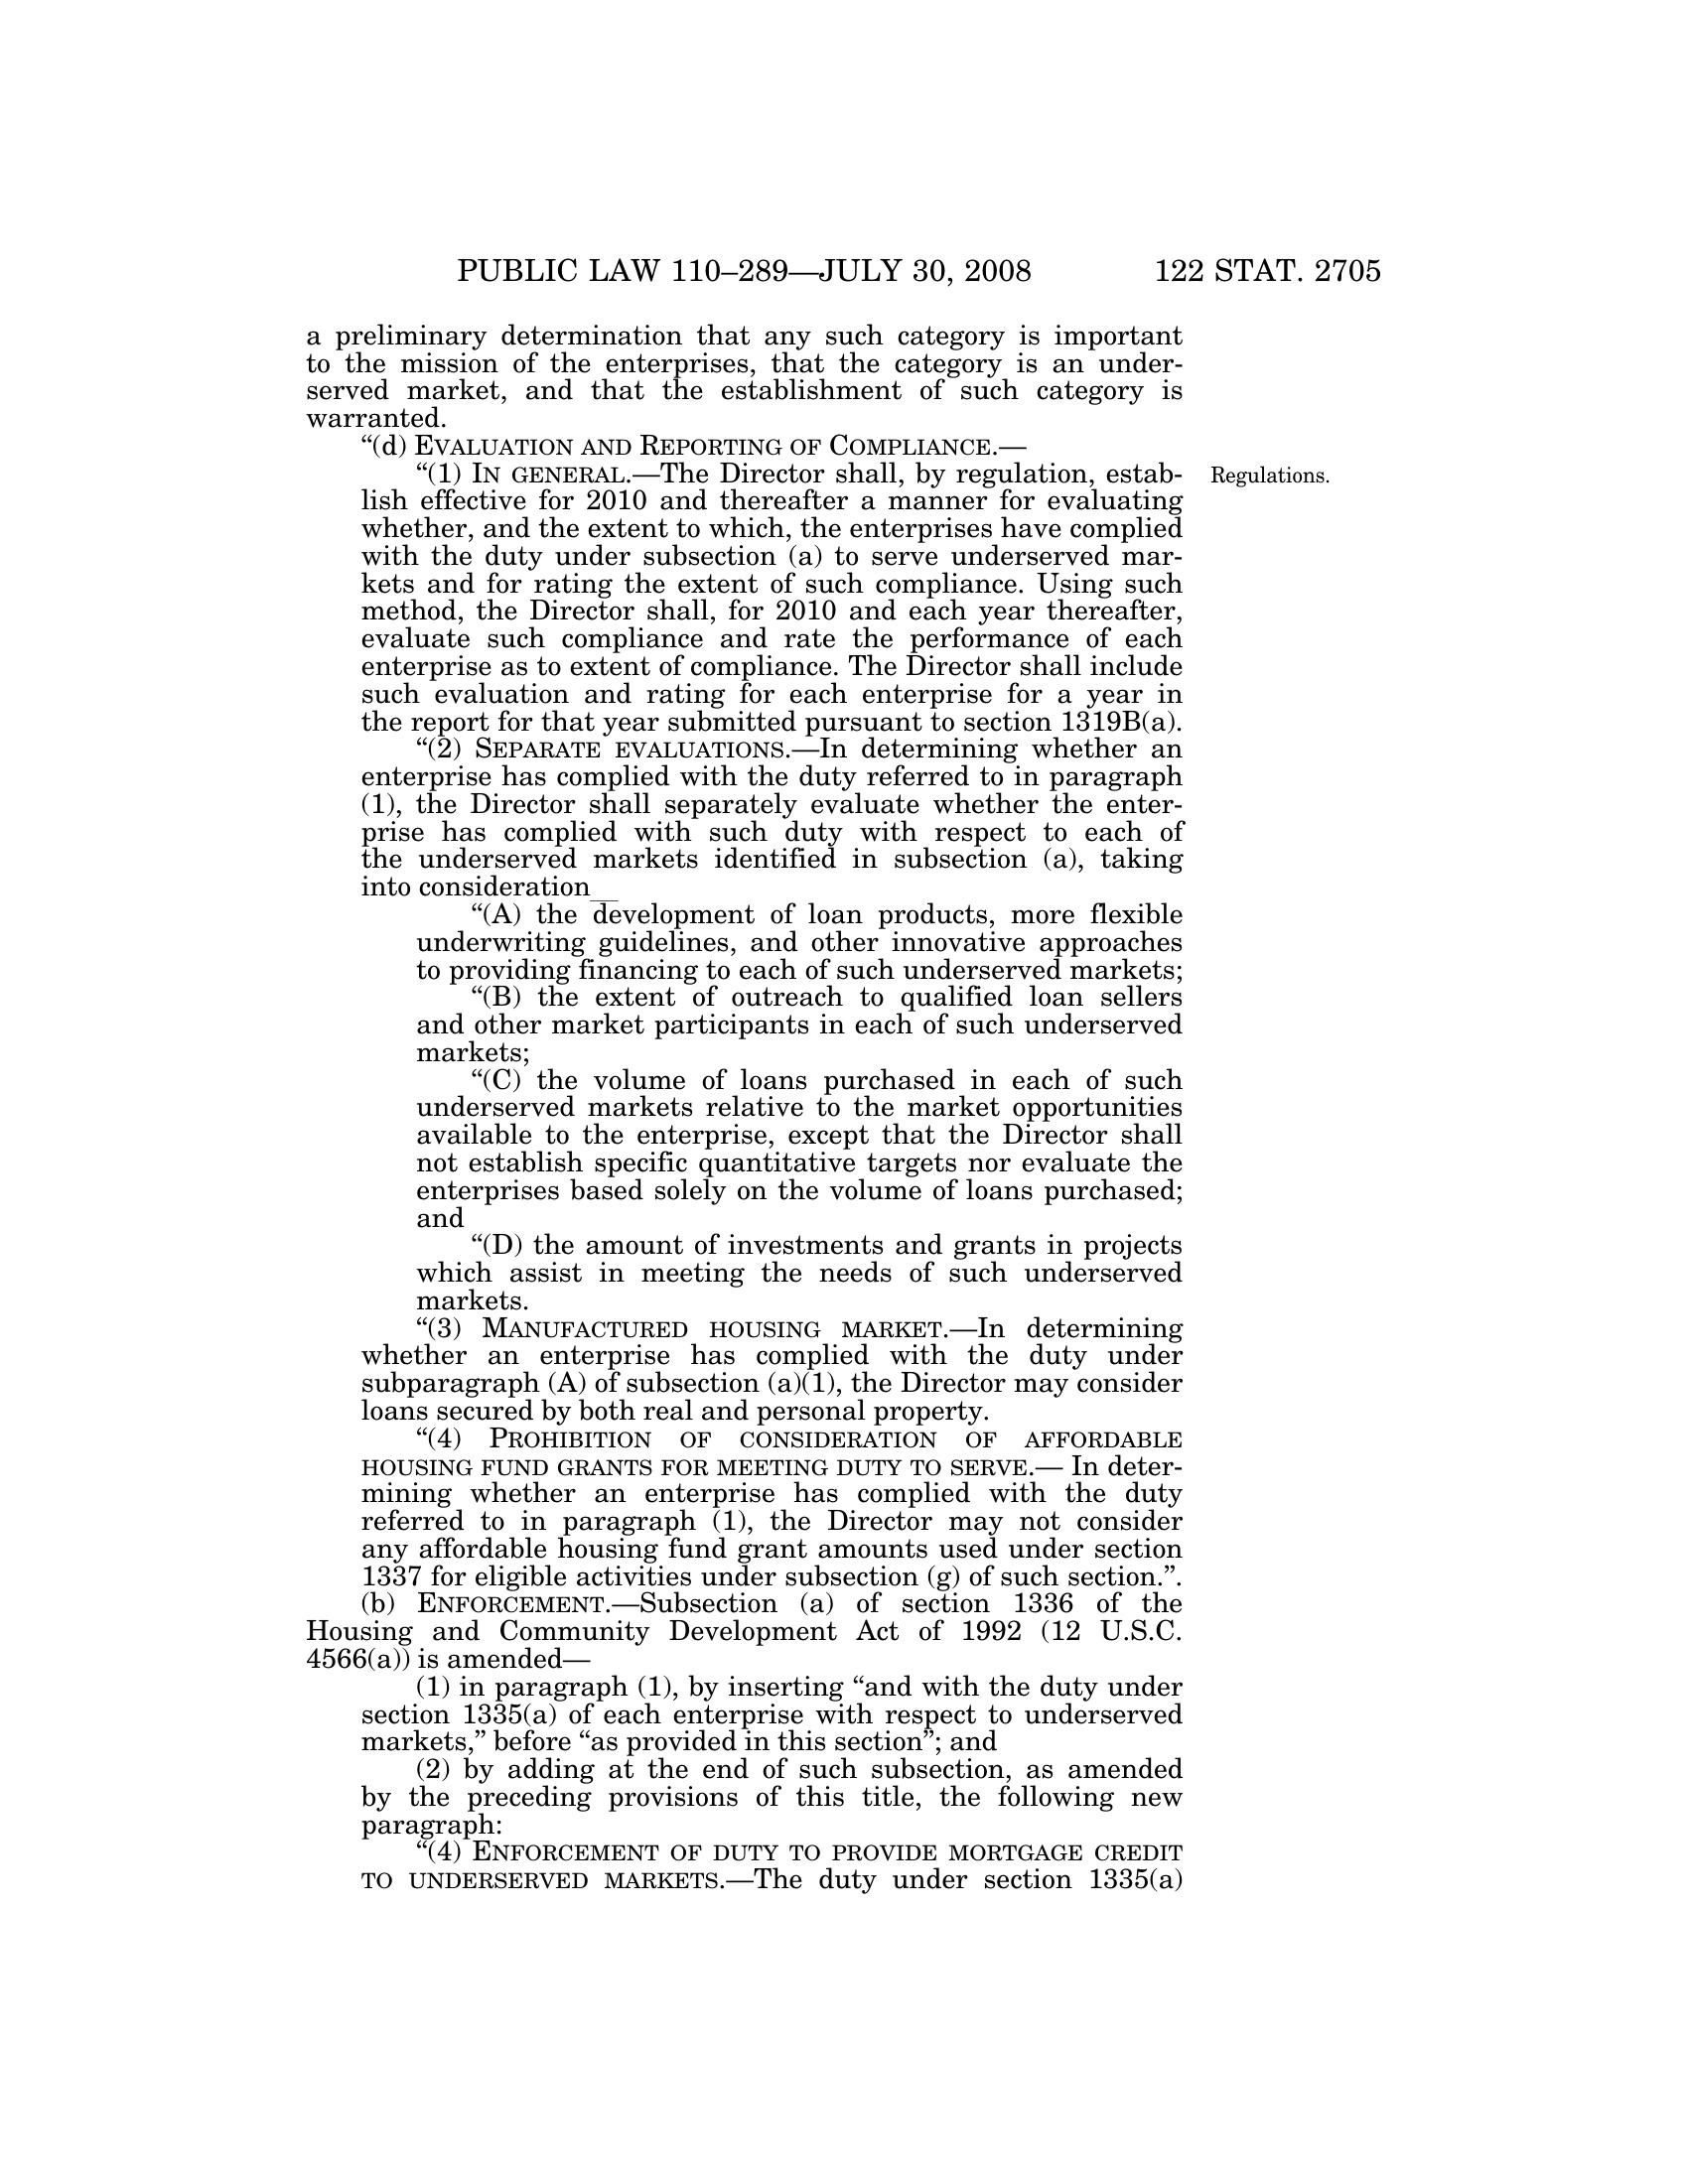 PUBLIC LAW 110–289—JULY 30, 2008 122 STAT. 2705
a preliminary determination that any such category is important
to the mission of the enterprises, that the category is an under-
served market, and that the establishment of such category is
warranted.
“(d) EVALUATION AND REPORTING OF COMPLIANCE.—
“(1) IN GENERAL.—The Director shall, by regulation, estab-
Regulations.
lish effective for 2010 and thereafter a manner for evaluating
whether, and the extent to which, the enterprises have complied
with the duty under subsection (a) to serve underserved mar-
kets and for rating the extent of such compliance. Using such
method, the Director shall, for 2010 and each year thereafter,
evaluate such compliance and rate the performance of each
enterprise as to extent of compliance. The Director shall include
such evaluation and rating for each enterprise for a year in
the report for that year submitted pursuant to section 1319B(a).
“(2) SEPARATE EVALUATIONS.—In determining whether an
enterprise has complied with the duty referred to in paragraph
(1), the Director shall separately evaluate whether the enter-
prise has complied with such duty with respect to each of
the underserved markets identified in subsection (a), taking
into consideration—
“(A) the development of loan products, more flexible
underwriting guidelines, and other innovative approaches
to providing financing to each of such underserved markets;
“(B) the extent of outreach to qualified loan sellers
and other market participants in each of such underserved
markets;
“(C) the volume of loans purchased in each of such
underserved markets relative to the market opportunities
available to the enterprise, except that the Director shall
not establish specific quantitative targets nor evaluate the
enterprises based solely on the volume of loans purchased;
and
“(D) the amount of investments and grants in projects
which assist in meeting the needs of such underserved
markets.
“(3) MANUFACTURED HOUSING MARKET.—In determining
whether an enterprise has complied with the duty under
subparagraph (A) of subsection (a)(1), the Director may consider
loans secured by both real and personal property.
“(4) PROHIBITION OF CONSIDERATION OF AFFORDABLE
HOUSING FUND GRANTS FOR MEETING DUTY TO SERVE.— In deter-
mining whether an enterprise has complied with the duty
referred to in paragraph (1), the Director may not consider
any affordable housing fund grant amounts used under section
1337 for eligible activities under subsection (g) of such section.”.
(b) ENFORCEMENT.—Subsection (a) of section 1336 of the
Housing and Community Development Act of 1992 (12 U.S.C.
4566(a)) is amended—
(1) in paragraph (1), by inserting “and with the duty under
section 1335(a) of each enterprise with respect to underserved
markets,” before “as provided in this section”; and
(2) by adding at the end of such subsection, as amended
by the preceding provisions of this title, the following new
paragraph:
“(4) ENFORCEMENT OF DUTY TO PROVIDE MORTGAGE CREDIT
TO UNDERSERVED MARKETS.—The duty under section 1335(a)